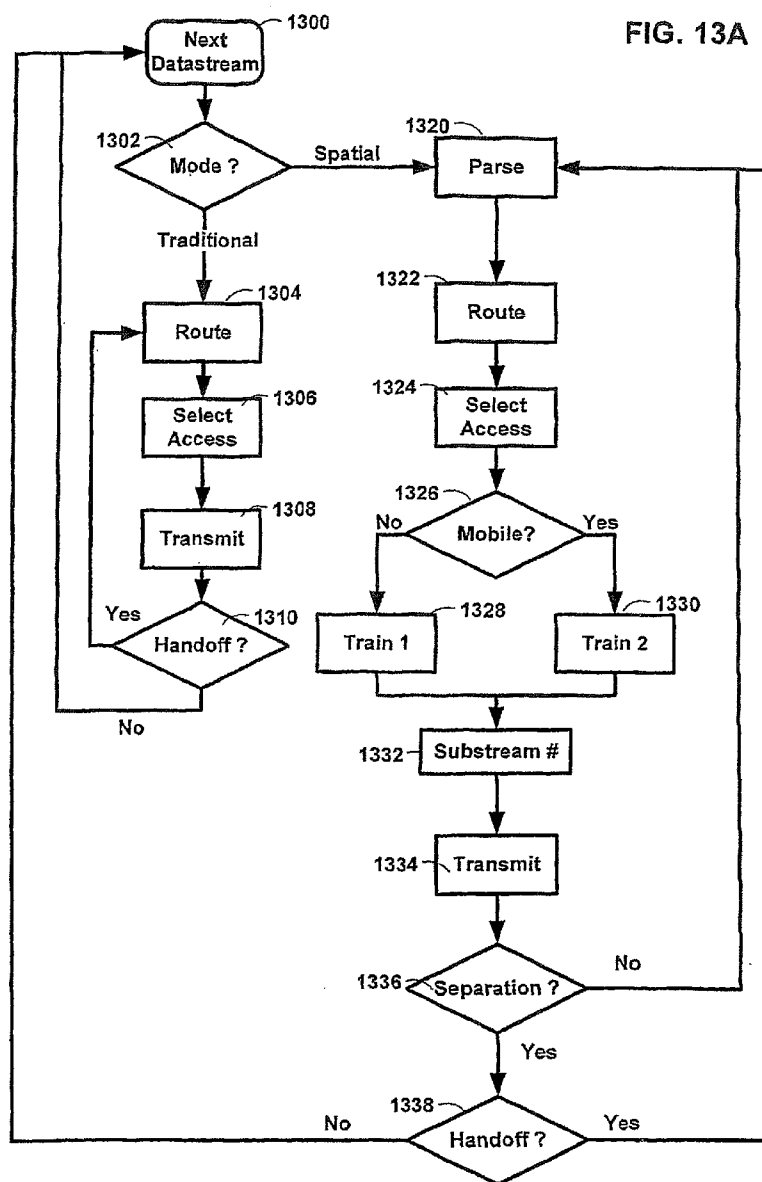 FIG. 13A
1300
Next
Datastream
1302
Mode ?
Spatial
Traditional
1304
Route
1306
Select
Access
1308
Transmit
Yes
1310
Handoff ?
No
1320
Parse
1322
Route
1324
Select
Access
1326
No
Mobile?
Yes
1328
Train 1
1330
Train 2
1332
Substream #
1334
Transmit
1336
Separation ?
No
Yes
1338
No
Handoff ?
Yes